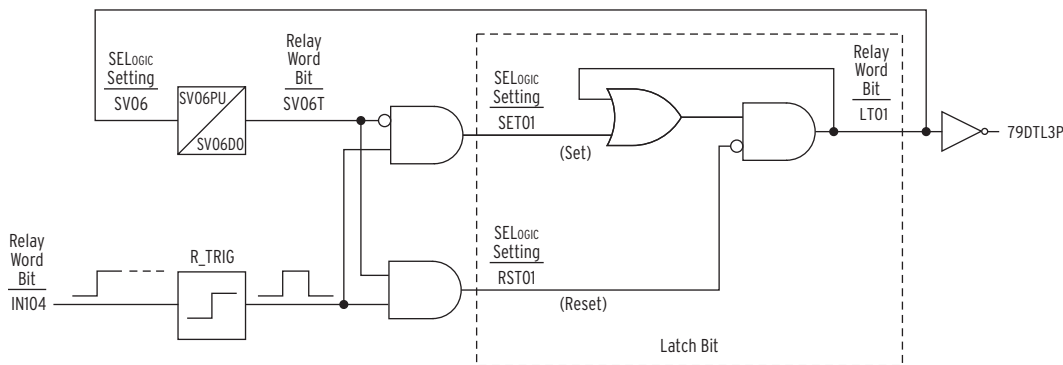 SELOGIC
Setting
SV06
SV06PU
SV06DO
Relay
Word
Bit
SV06T
SELOGIC
Setting
SET01
(Set)
Relay
Word
Bit
LT01
79DTL3P
Relay
Word
Bit
IN104
R_TRIG
SELOGIC
Setting
RST01
(Reset)
Latch Bit